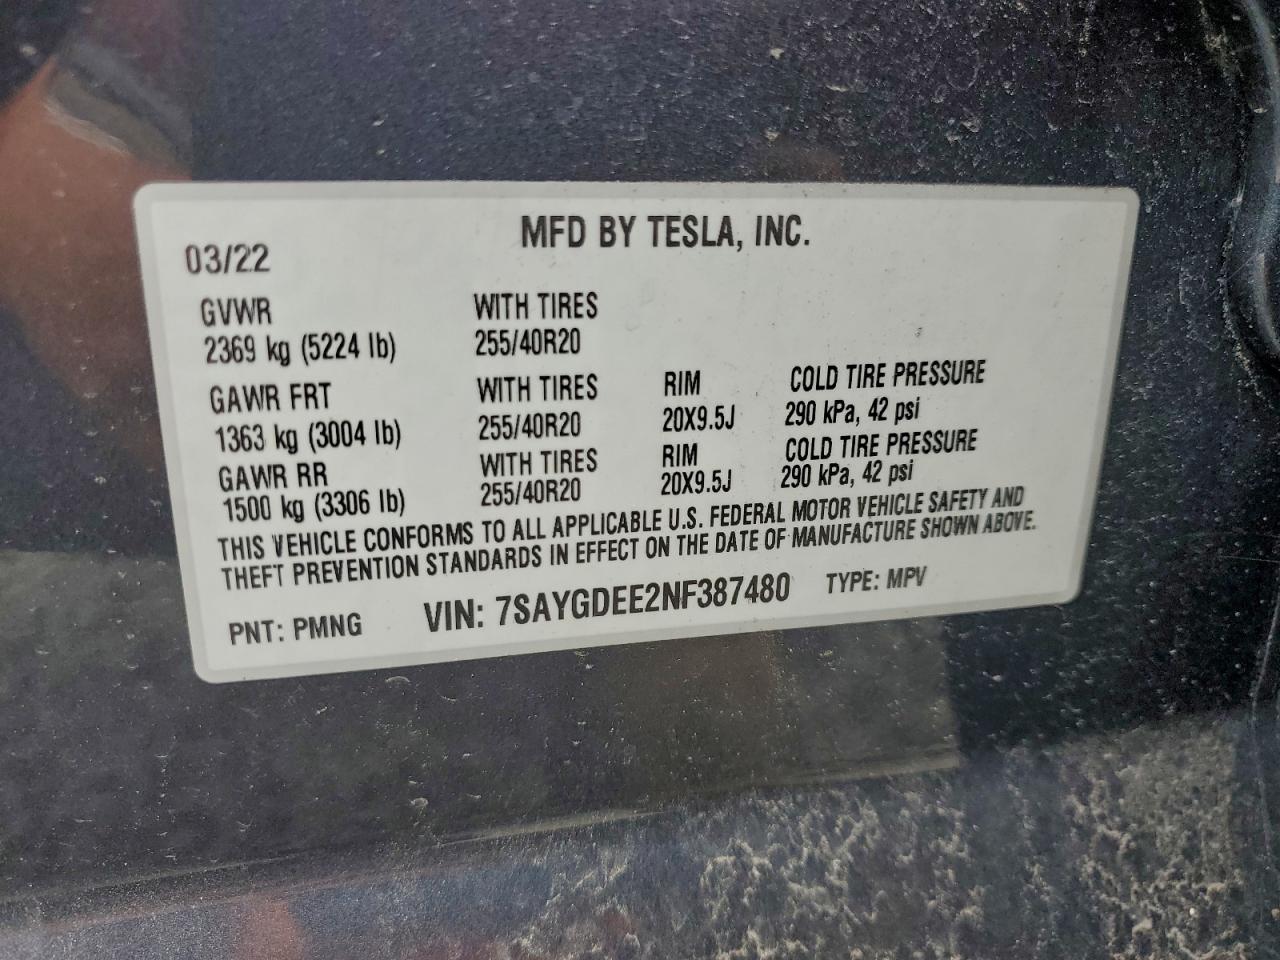 MFD BY TESLA, INC.
03/22
GVWR WITH TIRES
2369 kg (5224 lb) 255/40R20
GAWR FRT WITH TIRES RIM COLD TIRE PRESSURE
1363 kg (3004 lb) 255/40R20 20X9.5J 290 kPa, 42 psi
GAWR RR WITH TIRES RIM COLD TIRE PRESSURE
1500 kg (3306 lb) 255/40R20 20X9.5J 290 kPa, 42 psi
THIS VEHICLE CONFORMS TO ALL APPLICABLE U.S. FEDERAL MOTOR VEHICLE SAFETY AND
THEFT PREVENTION STANDARDS IN EFFECT ON THE DATE OF MANUFACTURE SHOWN ABOVE.
PNT: PMNG VIN: 7SAYGDEE2NF387480 TYPE: MPV